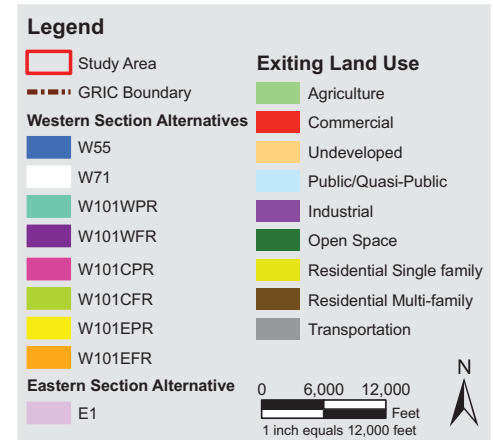 Legend
Study Area
GRIC Boundary
Western Section Alternatives
W55
W71
W101WPR
W101WFR
W101CPR
W101CFR
W101EPR
W101EFR
Eastern Section Alternative
E1
Exiting Land Use
Agriculture
Commercial
Undeveloped
Public/Quasi-Public
Industrial
Open Space
Residential Single family
Residential Multi-family
Transportation
N
0 6,000 12,000
Feet
1 inch equals 12,000 feet